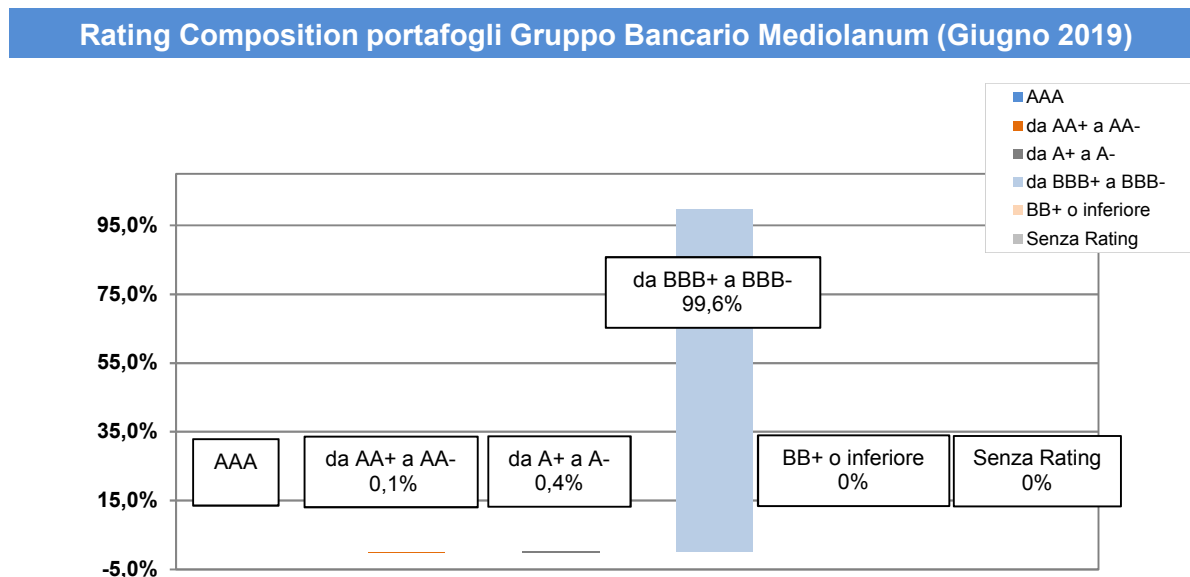 Rating Composition portafogli Gruppo Bancario Mediolanum (Giugno 2019)
AAA
da AA+ a AA-
da A+ a A-
da BBB+ a BBB-
BB+ o inferiore
Senza Rating
95,0%
75,0%
55,0%
35,0%
15,0%
-5,0%
AAA
da AA+ a AA-
0,1%
da A+ a A-
0,4%
da BBB+ a BBB-
99,6%
BB+ o inferiore
0%
Senza Rating
0%